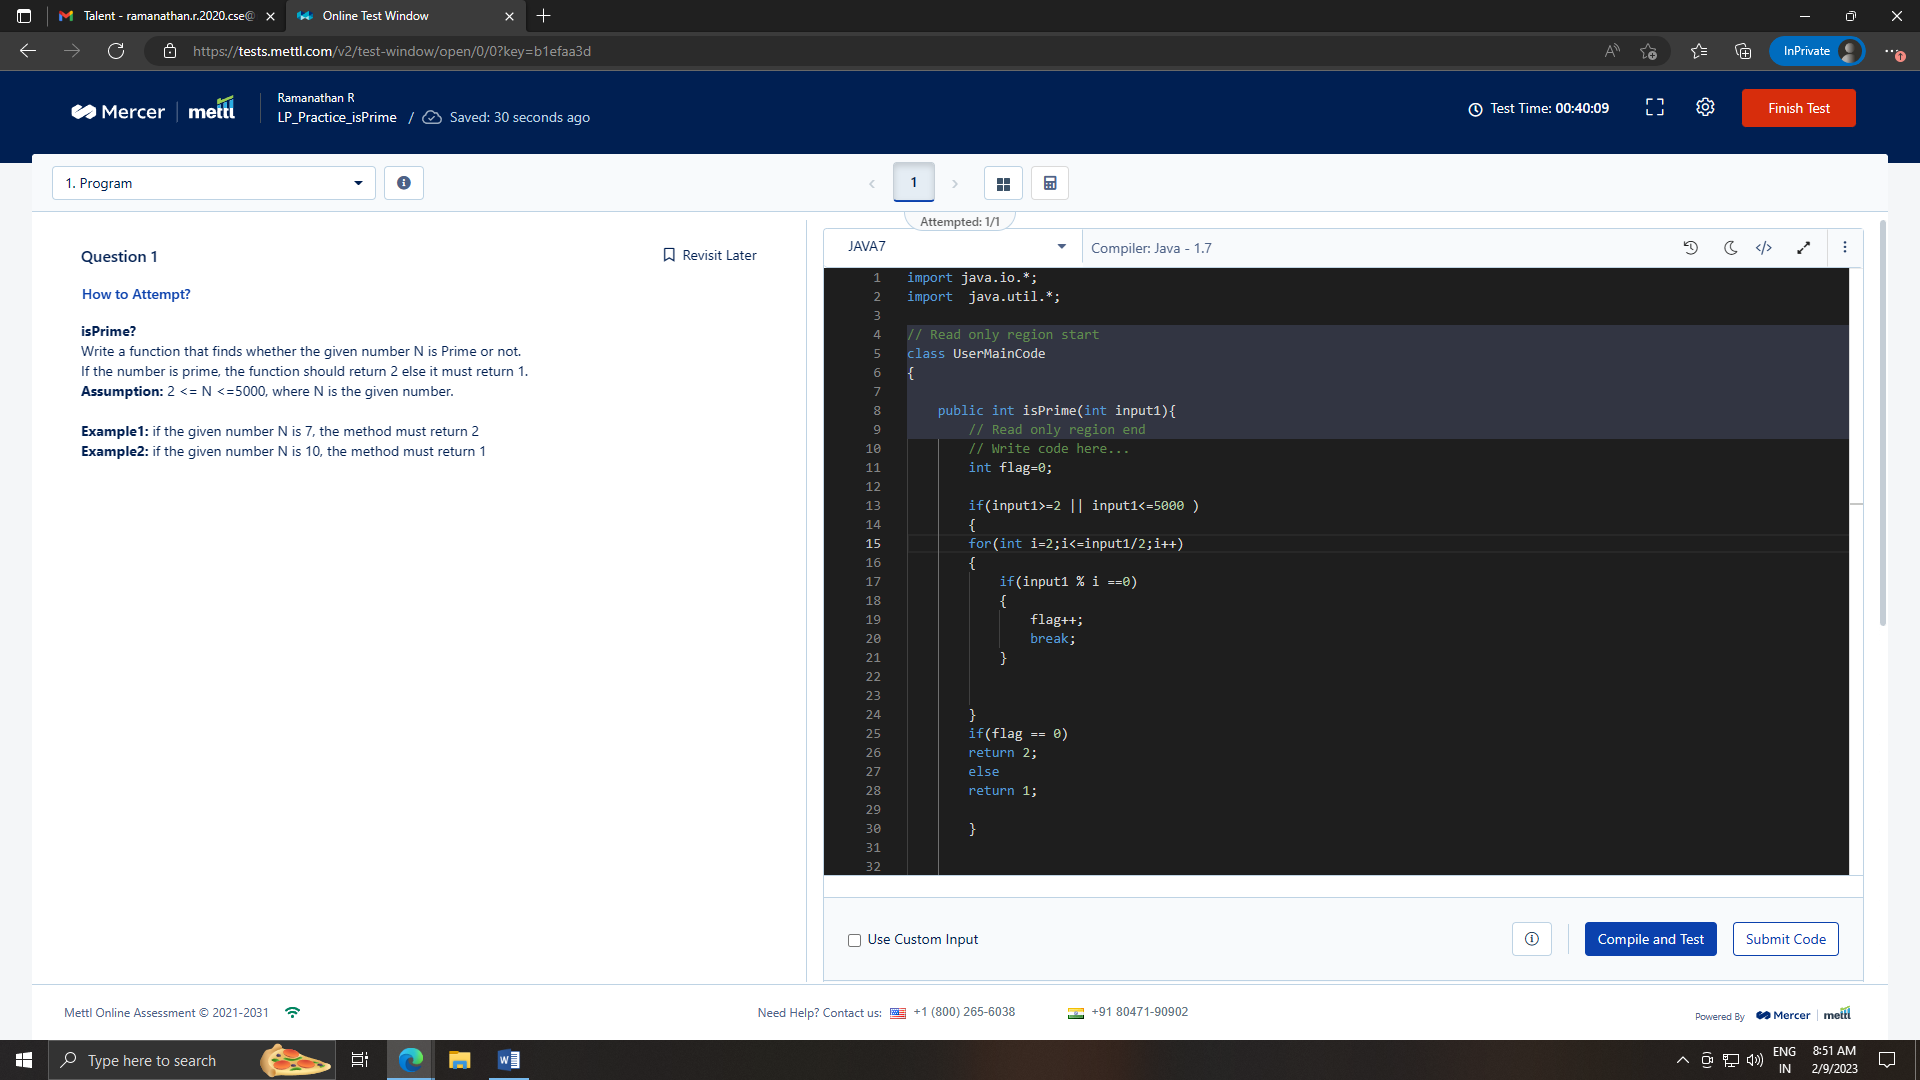 Talent - ramanathan.r.2020.cse@
Online Test Window
https://tests.mettl.com/v2/test-window/open/0/0?key=b1efaa3d
InPrivate
Mercer | mettl
Ramanathan R
LP_Practice_isPrime / Saved: 30 seconds ago
Test Time: 00:40:09
Finish Test
1. Program
1
Attempted: 1/1
Question 1
Revisit Later
How to Attempt?
isPrime?
Write a function that finds whether the given number N is Prime or not.
If the number is prime, the function should return 2 else it must return 1.
Assumption: 2 <= N <=5000, where N is the given number.
Example1: if the given number N is 7, the method must return 2
Example2: if the given number N is 10, the method must return 1
JAVA7
Compiler: Java - 1.7
1 import java.io.*;
2 import  java.util.*;
3
4 // Read only region start
5 class UserMainCode
6 {
7
8 public int isPrime(int input1){
9 // Read only region end
10 // Write code here...
11 int flag=0;
12
13 if(input1>=2 || input1<=5000 )
14 {
15 for(int i=2;i<=input1/2;i++)
16 {
17 if(input1 % i ==0)
18 {
19 flag++;
20 break;
21 }
22
23
24 }
25 if(flag == 0)
26 return 2;
27 else
28 return 1;
29
30 }
31
32
Use Custom Input
Compile and Test
Submit Code
Mettl Online Assessment © 2021-2031
Need Help? Contact us: +1 (800) 265-6038
+91 80471-90902
Powered By Mercer | mettl
Type here to search
ENG
IN
8:51 AM
2/9/2023